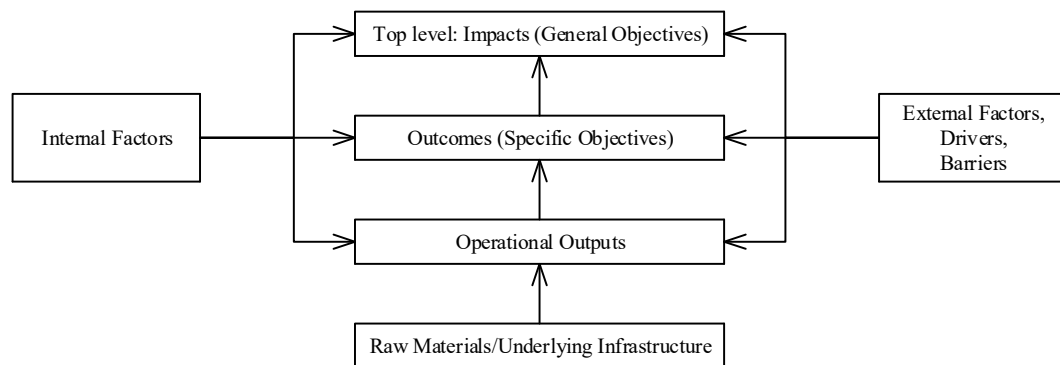 Top level: Impacts (General Objectives)
Internal Factors
Outcomes (Specific Objectives)
External Factors,
Drivers,
Barriers
Operational Outputs
Raw Materials/Underlying Infrastructure